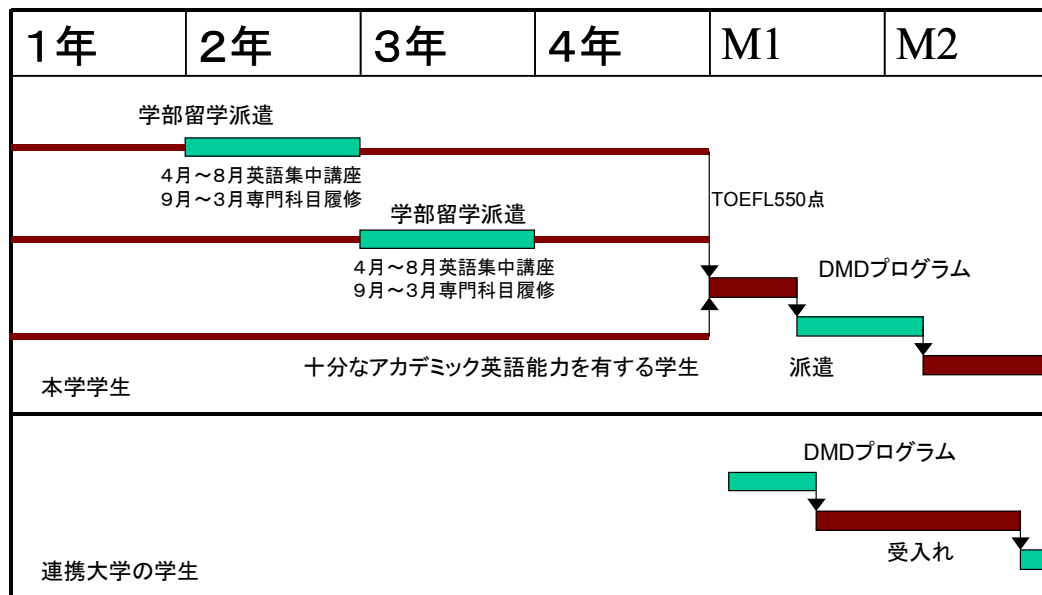 1年
2年
3年
4年
M1
M2
学部留学派遣
4月～8月英語集中講座
9月～3月専門科目履修
TOEFL550点
学部留学派遣
4月～8月英語集中講座
9月～3月専門科目履修
DMDプログラム
十分なアカデミック英語能力を有する学生
派遣
本学学生
DMDプログラム
受入れ
連携大学の学生